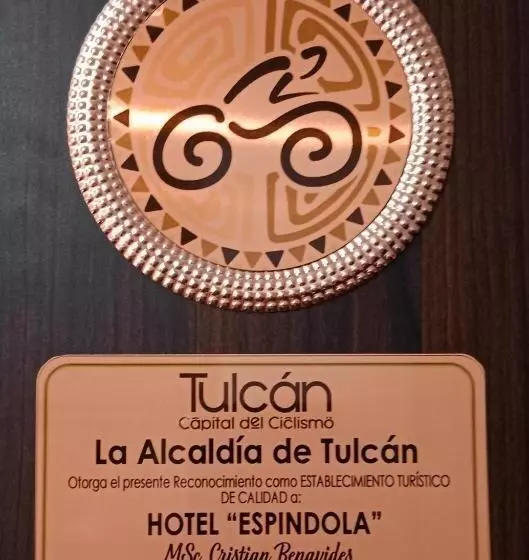 Tulcán
Capital del Ciclismo
La Alcaldía de Tulcán
Otorga el presente Reconocimiento como ESTABLECIMIENTO TURÍSTICO
DE CALIDAD a:
HOTEL “ESPINDOLA”
MSc. Cristian Benavides